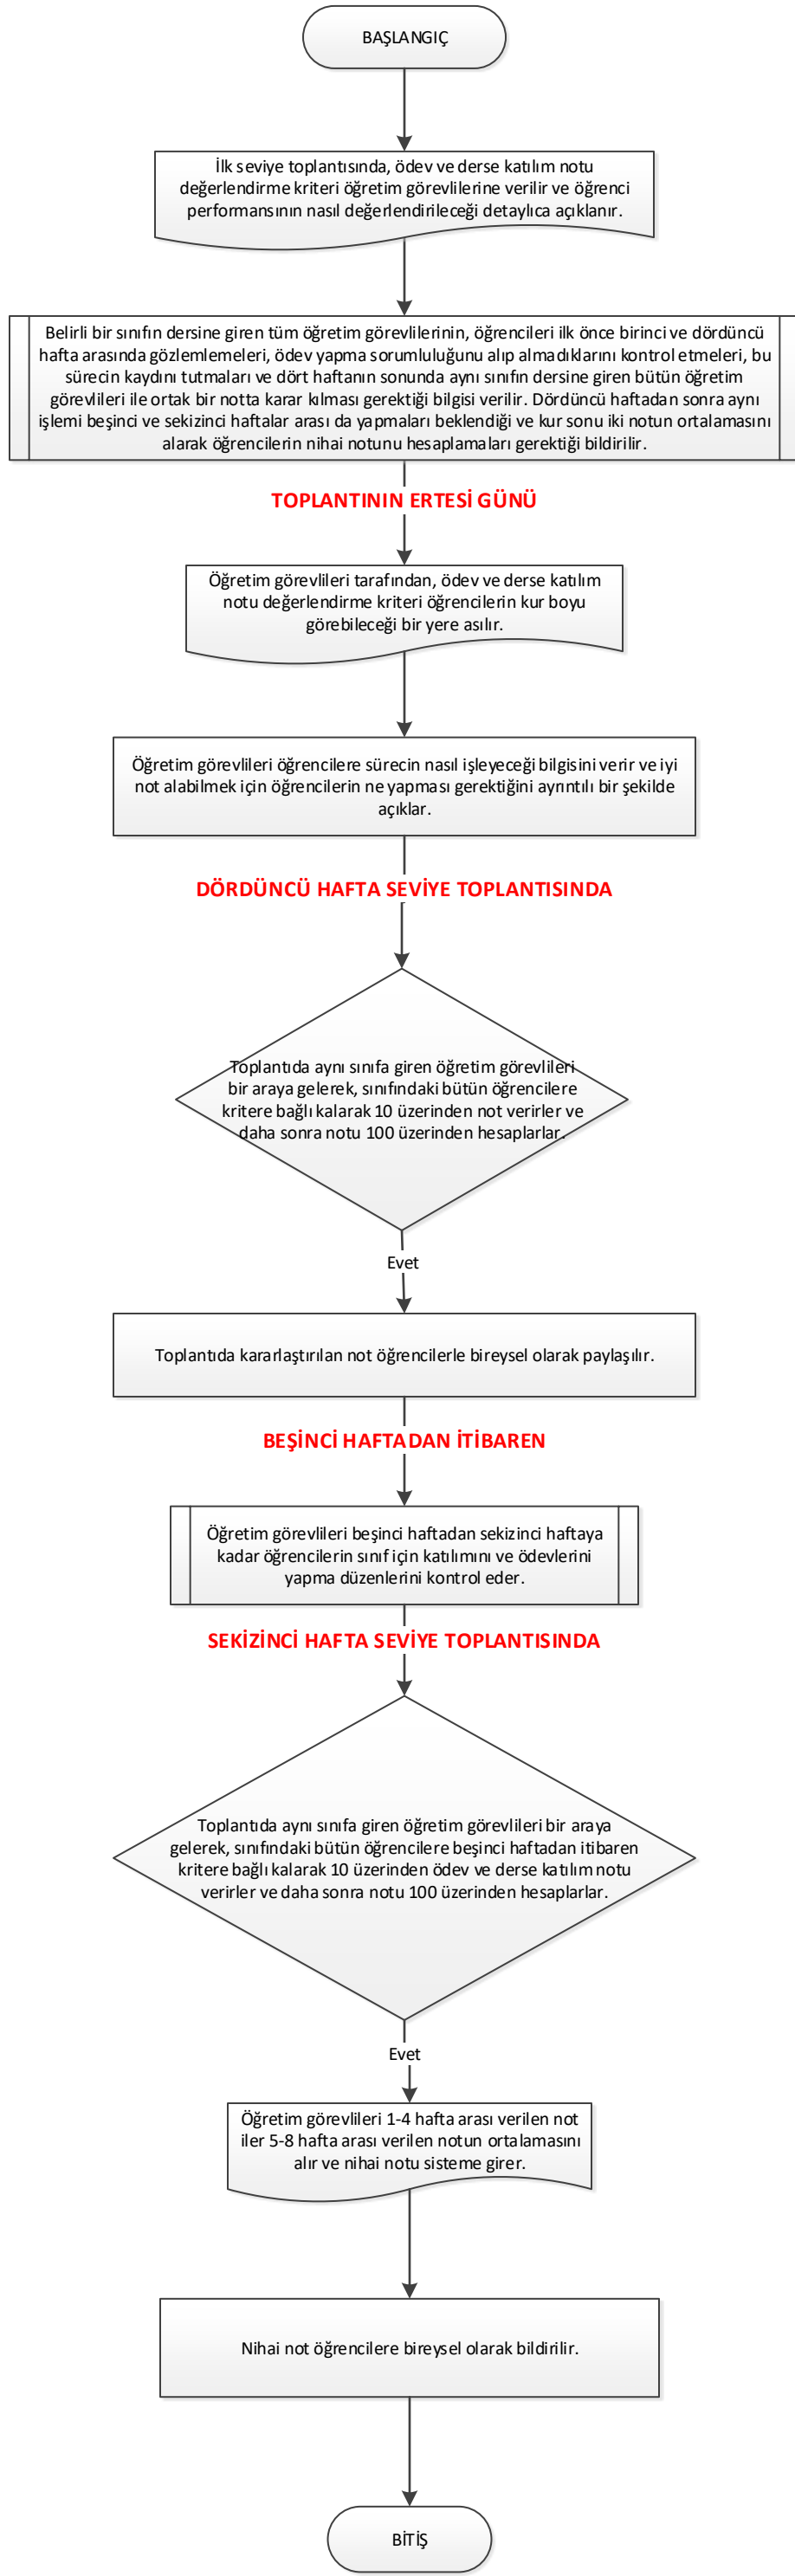 BAŞLANGIÇ
İlk seviye toplantısında, ödev ve derse katılım notu
değerlendirme kriteri öğretim görevlilerine verilir ve öğrenci
performansının nasıl değerlendirileceği detaylıca açıklanır.
Belirli bir sınıfın dersine giren tüm öğretim görevlilerinin, öğrencileri ilk önce birinci ve dördüncü
hafta arasında gözlemlemeleri, ödev yapma sorumluluğunu alıp almadıklarını kontrol etmeleri, bu
sürecin kaydını tutmaları ve dört haftanın sonunda aynı sınıfın dersine giren bütün öğretim
görevlileri ile ortak bir notta karar kılması gerektiği bilgisi verilir. Dördüncü haftadan sonra aynı
işlemi beşinci ve sekizinci haftalar arası da yapmaları beklendiği ve kur sonu iki notun ortalamasını
alarak öğrencilerin nihai notunu hesaplamaları gerektiği bildirilir.
TOPLANTININ ERTESİ GÜNÜ
Öğretim görevlileri tarafından, ödev ve derse katılım
notu değerlendirme kriteri öğrencilerin kur boyu
görebileceği bir yere asılır.
Öğretim görevlileri öğrencilere sürecin nasıl işleyeceği bilgisini verir ve iyi
not alabilmek için öğrencilerin ne yapması gerektiğini ayrıntılı bir şekilde
açıklar.
DÖRDÜNCÜ HAFTA SEVİYE TOPLANTISINDA
Toplantıda aynı sınıfa giren öğretim görevlileri
bir araya gelerek, sınıfındaki bütün öğrencilere
kritere bağlı kalarak 10 üzerinden not verirler ve
daha sonra notu 100 üzerinden hesaplarlar.
Evet
Toplantıda kararlaştırılan not öğrencilerle bireysel olarak paylaşılır.
BEŞİNCİ HAFTADAN İTİBAREN
Öğretim görevlileri beşinci haftadan sekizinci haftaya
kadar öğrencilerin sınıf için katılımını ve ödevlerini
yapma düzenlerini kontrol eder.
SEKİZİNCİ HAFTA SEVİYE TOPLANTISINDA
Toplantıda aynı sınıfa giren öğretim görevlileri bir araya
gelerek, sınıfındaki bütün öğrencilere beşinci haftadan itibaren
kritere bağlı kalarak 10 üzerinden ödev ve derse katılım notu
verirler ve daha sonra notu 100 üzerinden hesaplarlar.
Evet
Öğretim görevlileri 1-4 hafta arası verilen not
iler 5-8 hafta arası verilen notun ortalamasını
alır ve nihai notu sisteme girer.
Nihai not öğrencilere bireysel olarak bildirilir.
BİTİŞ